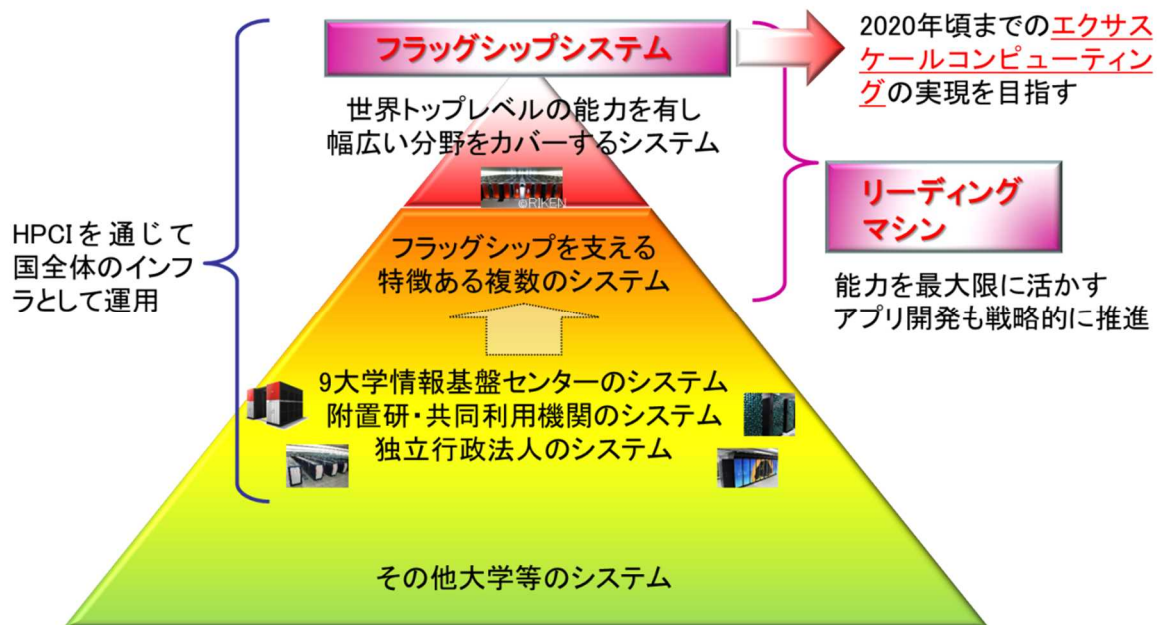 フラッグシップシステム
2020年頃までのエクサス
ケールコンピューティン
グの実現を目指す
世界トップレベルの能力を有し
幅広い分野をカバーするシステム
©RIKEN
リーディング
マシン
HPCIを通じて
国全体のインフ
ラとして運用
フラッグシップを支える
特徴ある複数のシステム
能力を最大限に活かす
アプリ開発も戦略的に推進
9大学情報基盤センターのシステム
附置研・共同利用機関のシステム
独立行政法人のシステム
その他大学等のシステム